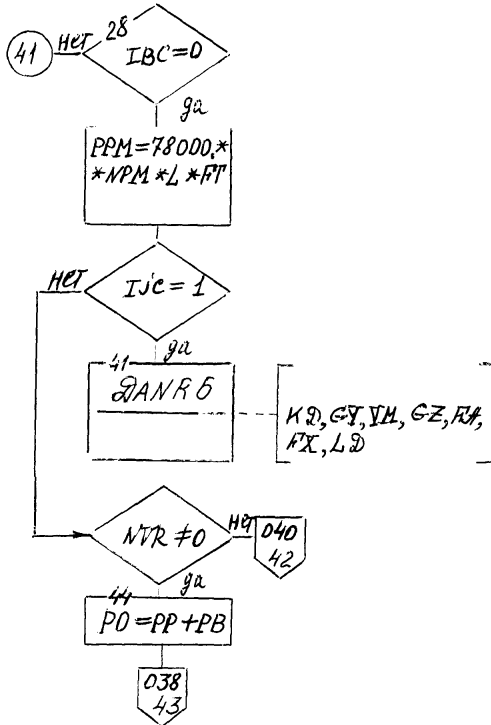 28
41
нет
IBC=0
да
PPM=78000.*
*NPM*L*FT
нет
IJC=1
да
41
DANR6
KD, GY, YM, GZ, FA,
FX, LD
NTR≠0
нет
040
42
да
44
PO=PP+PB
038
43